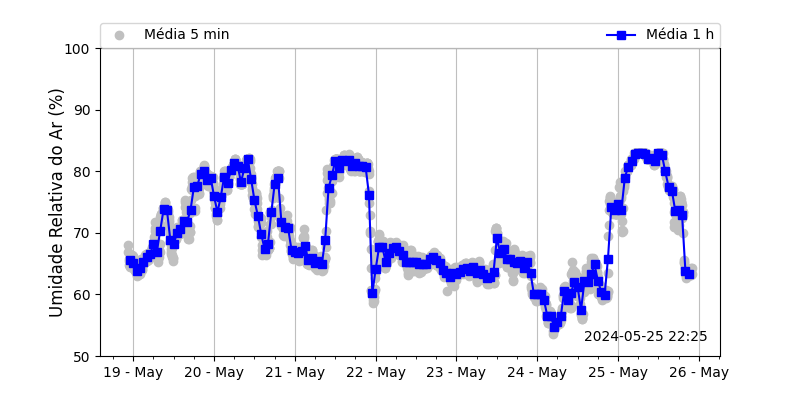 Média 5 min
Média 1 h
Umidade Relativa do Ar (%)
100
90
80
70
60
50
2024-05-25 22:25
19 - May
20 - May
21 - May
22 - May
23 - May
24 - May
25 - May
26 - May